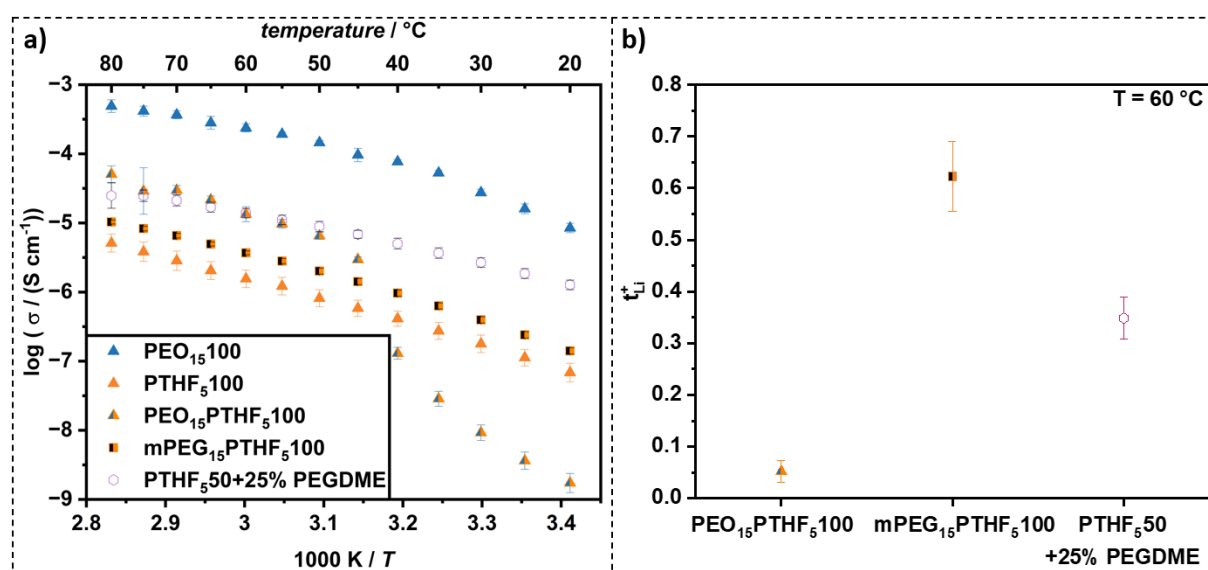 a)
temperature / °C
80 70 60 50 40 30 20
−3
−4
−5
−6
−7
−8
−9
log ( σ / (S cm⁻¹))
PEO₁₅100
PTHF₅100
PEO₁₅PTHF₅100
mPEG₁₅PTHF₅100
PTHF₅50+25% PEGDME
2.8 2.9 3 3.1 3.2 3.3 3.4
1000 K / T
b)
T = 60 °C
0.8
0.7
0.6
0.5
0.4
0.3
0.2
0.1
0.0
t⁺Li
PEO₁₅PTHF₅100 mPEG₁₅PTHF₅100 PTHF₅50
+25% PEGDME